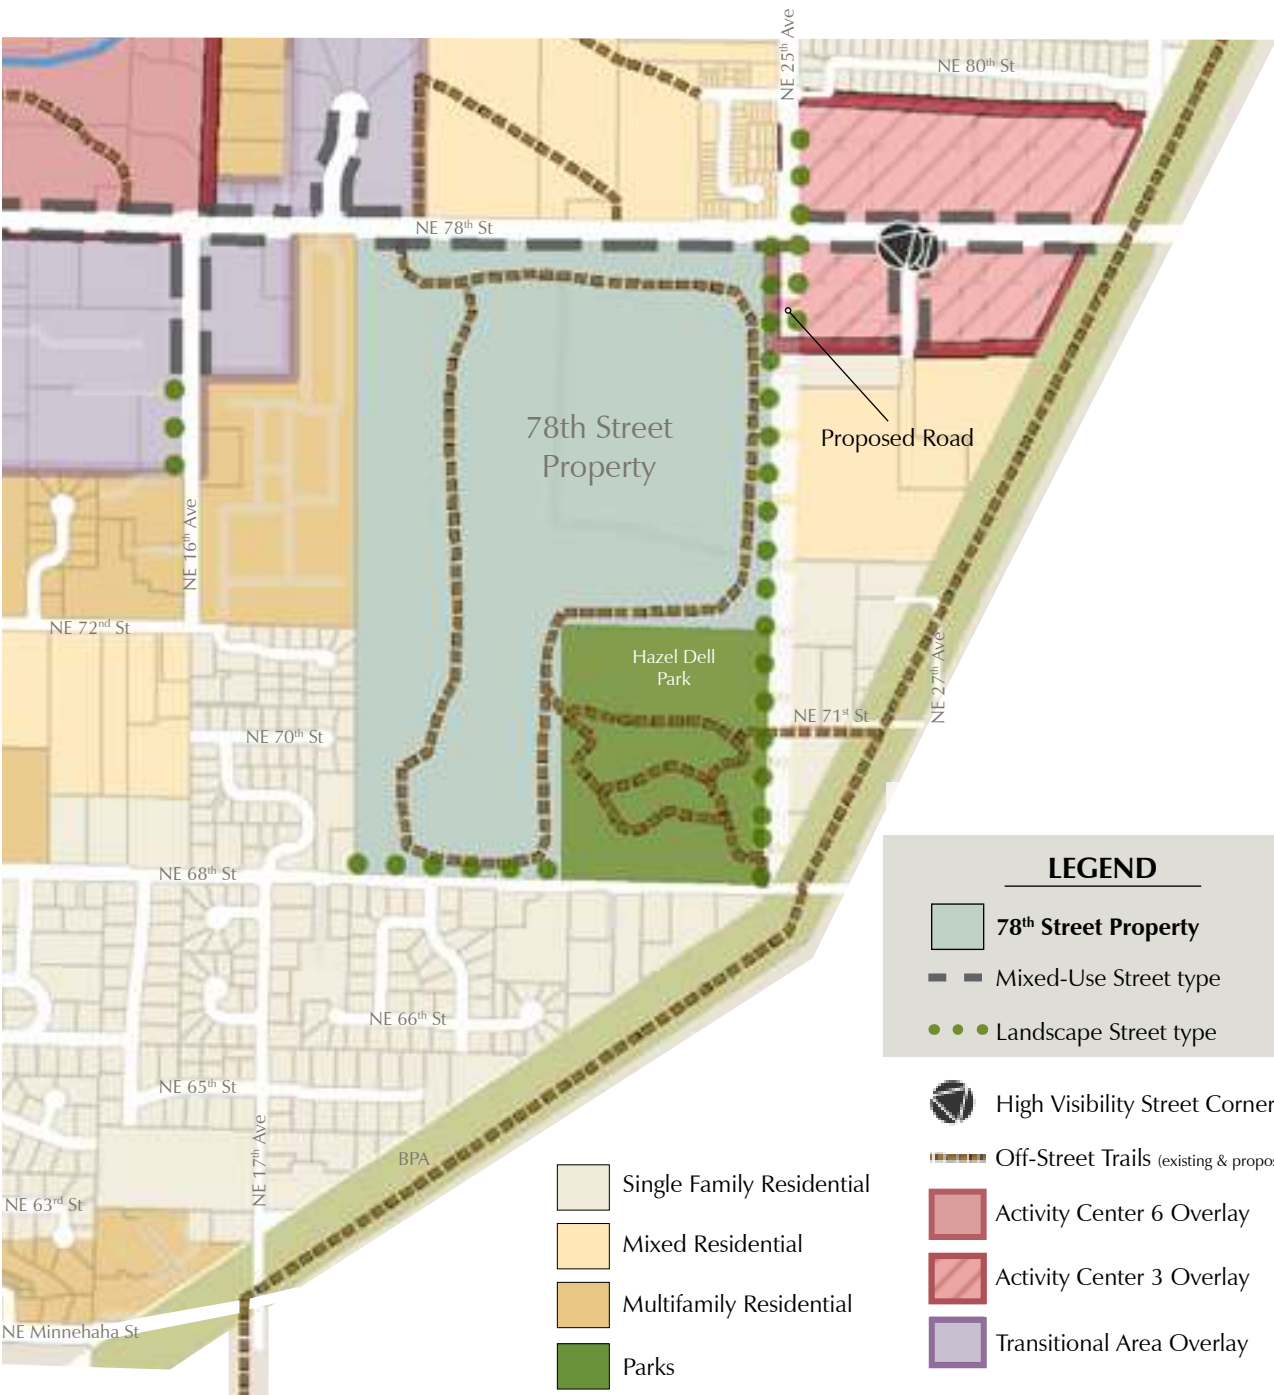 NE 25th Ave
NE 80th St
NE 78th St
78th Street
Property
Proposed Road
NE 16th Ave
NE 72nd St
Hazel Dell
Park
NE 27th Ave
NE 71st St
NE 70th St
NE 68th St
NE 66th St
NE 65th St
NE 17th Ave
BPA
NE 63rd St
NE Minnehaha St
LEGEND
78th Street Property
Mixed-Use Street type
Landscape Street type
High Visibility Street Corner
Off-Street Trails (existing & propos
Activity Center 6 Overlay
Activity Center 3 Overlay
Transitional Area Overlay
Single Family Residential
Mixed Residential
Multifamily Residential
Parks